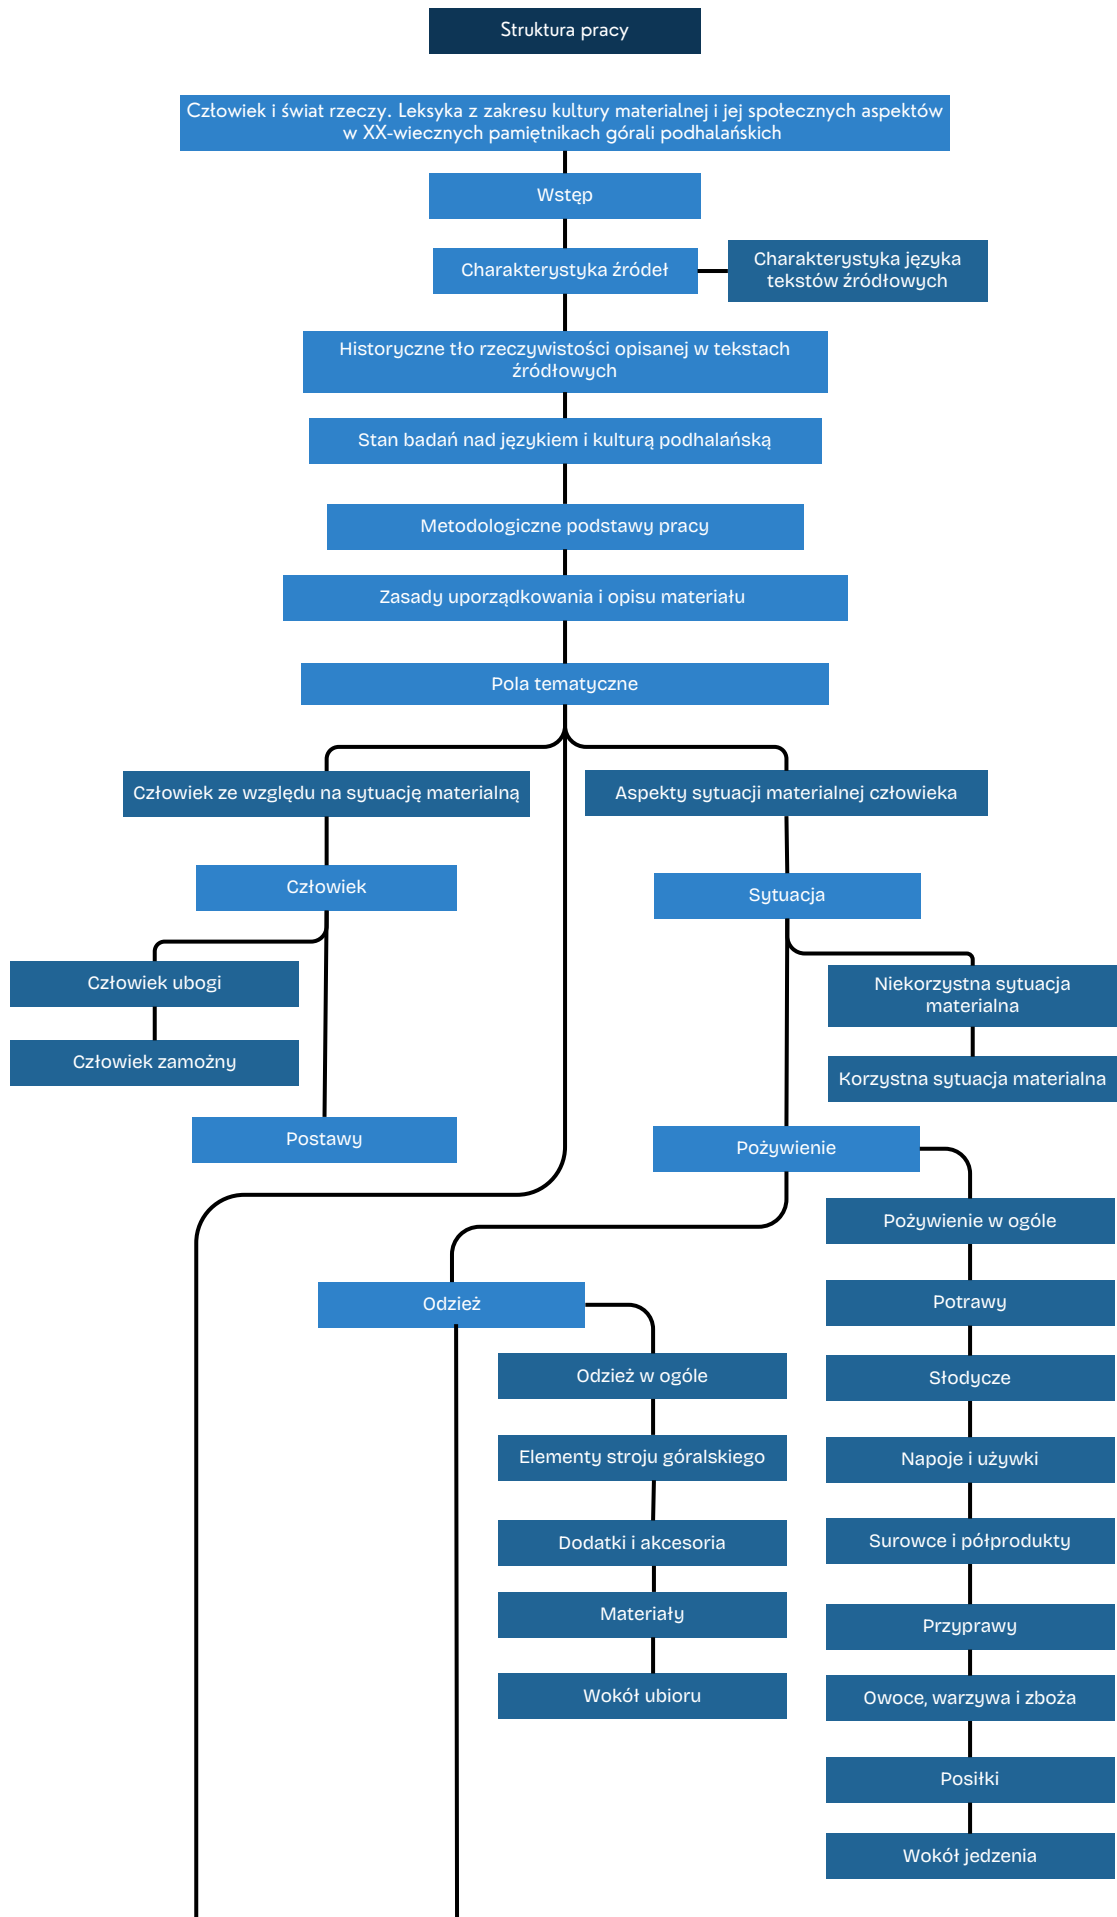 Struktura pracy
Człowiek i świat rzeczy. Leksyka z zakresu kultury materialnej i jej społecznych aspektów
w XX-wiecznych pamiętnikach górali podhalańskich
Wstęp
Charakterystyka źródeł
Charakterystyka języka
tekstów źródłowych
Historyczne tło rzeczywistości opisanej w tekstach
źródłowych
Stan badań nad językiem i kulturą podhalańską
Metodologiczne podstawy pracy
Zasady uporządkowania i opisu materiału
Pola tematyczne
Człowiek ze względu na sytuację materialną
Człowiek
Człowiek ubogi
Człowiek zamożny
Postawy
Aspekty sytuacji materialnej człowieka
Sytuacja
Niekorzystna sytuacja
materialna
Korzystna sytuacja materialna
Pożywienie
Pożywienie w ogóle
Potrawy
Słodycze
Napoje i używki
Surowce i półprodukty
Przyprawy
Owoce, warzywa i zboża
Posiłki
Wokół jedzenia
Odzież
Odzież w ogóle
Elementy stroju góralskiego
Dodatki i akcesoria
Materiały
Wokół ubioru